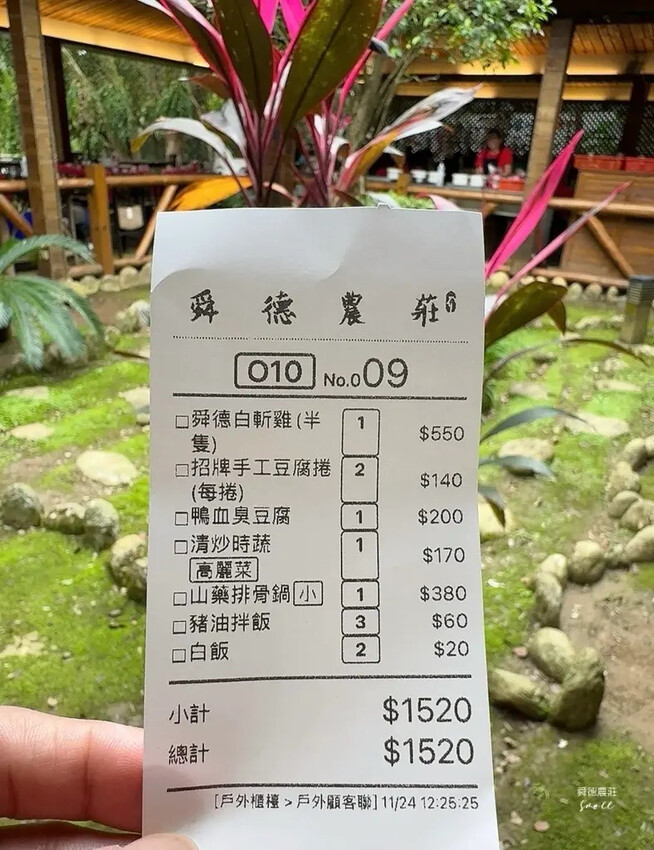 舜德農莊
O10 No.009
□舜德白斬雞(半 1 $550
隻)
□招牌手工豆腐捲 2 $140
(每捲)
□鴨血臭豆腐 1 $200
□清炒時蔬 1 $170
高麗菜
□山藥排骨鍋 小 1 $380
□豬油拌飯 3 $60
□白飯 2 $20
小計 $1520
總計 $1520
[戶外櫃檯 > 戶外顧客聯] 11/24 12:25:25
舜德農莊